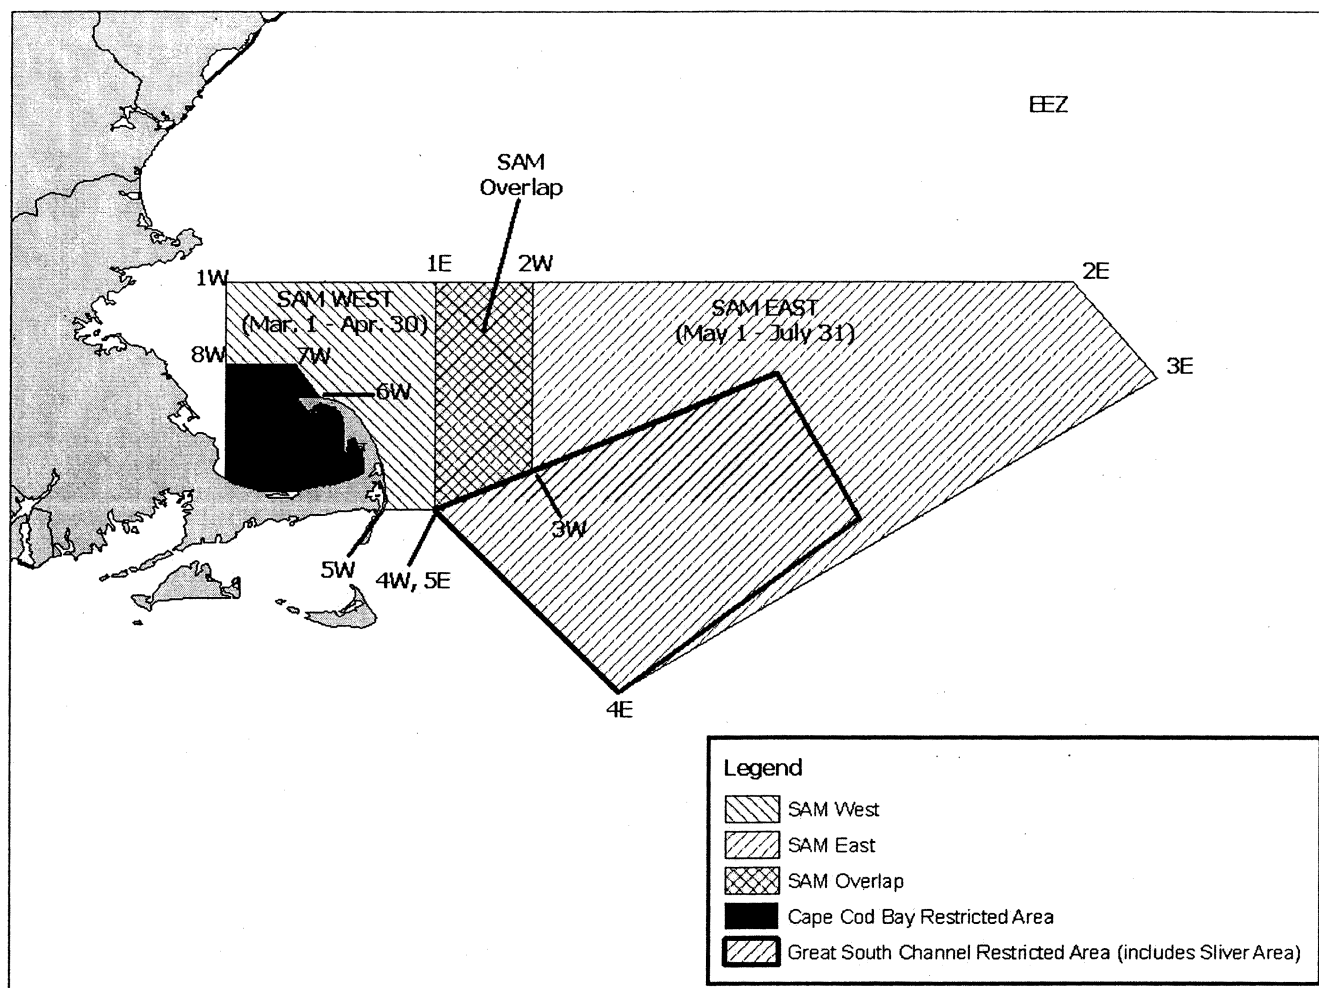 EEZ
SAM
Overlap
1W
1E
2W
2E
SAM WEST
(Mar. 1 - Apr. 30)
SAM EAST
(May 1 - July 31)
8W
7W
3E
6W
3W
5W
4W, 5E
4E
Legend
SAM West
SAM East
SAM Overlap
Cape Cod Bay Restricted Area
Great South Channel Restricted Area (includes Sliver Area)